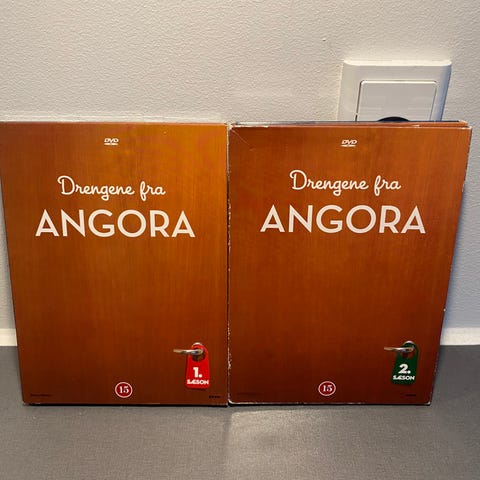 DVD
Drengene fra
ANGORA
1.
SÆSON
15
DVD
Drengene fra
ANGORA
2.
SÆSON
15